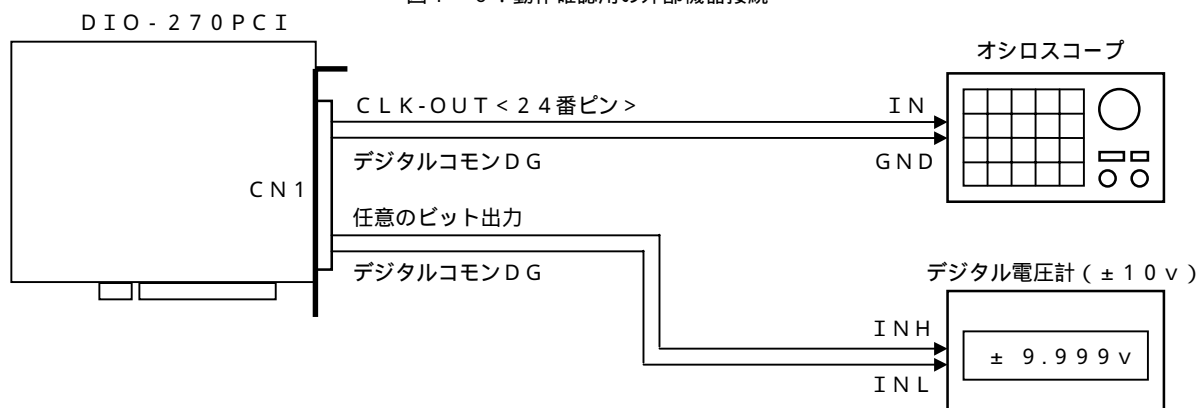 DIO-270PCI
オシロスコープ
CLK-OUT<24番ピン>
IN
デジタルコモンDG
GND
CN1
任意のビット出力
デジタルコモンDG
デジタル電圧計(±10v)
INH
± 9.999v
INL